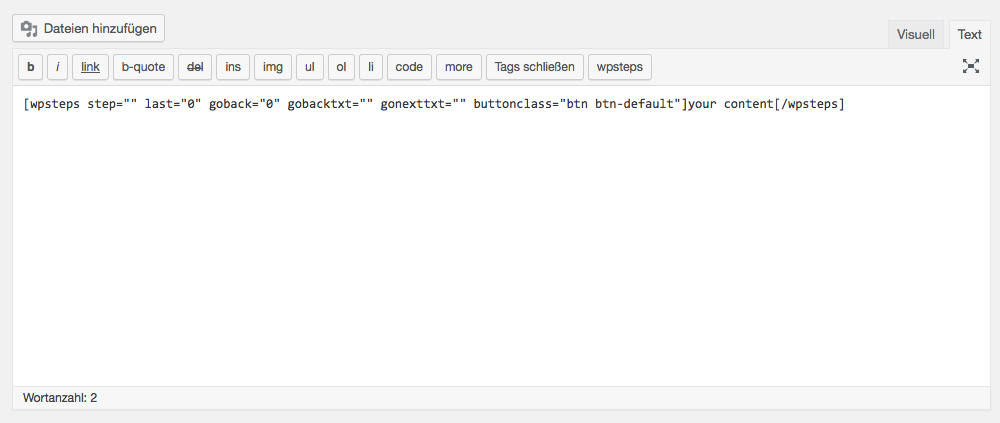 Dateien hinzufügen
Visuell Text
b i link b-quote del ins img ul ol li code more Tags schließen wpsteps
[wpsteps step="" last="0" goback="0" gobacktxt="" gonexttxt="" buttonclass="btn btn-default"]your content[/wpsteps]
Wortanzahl: 2